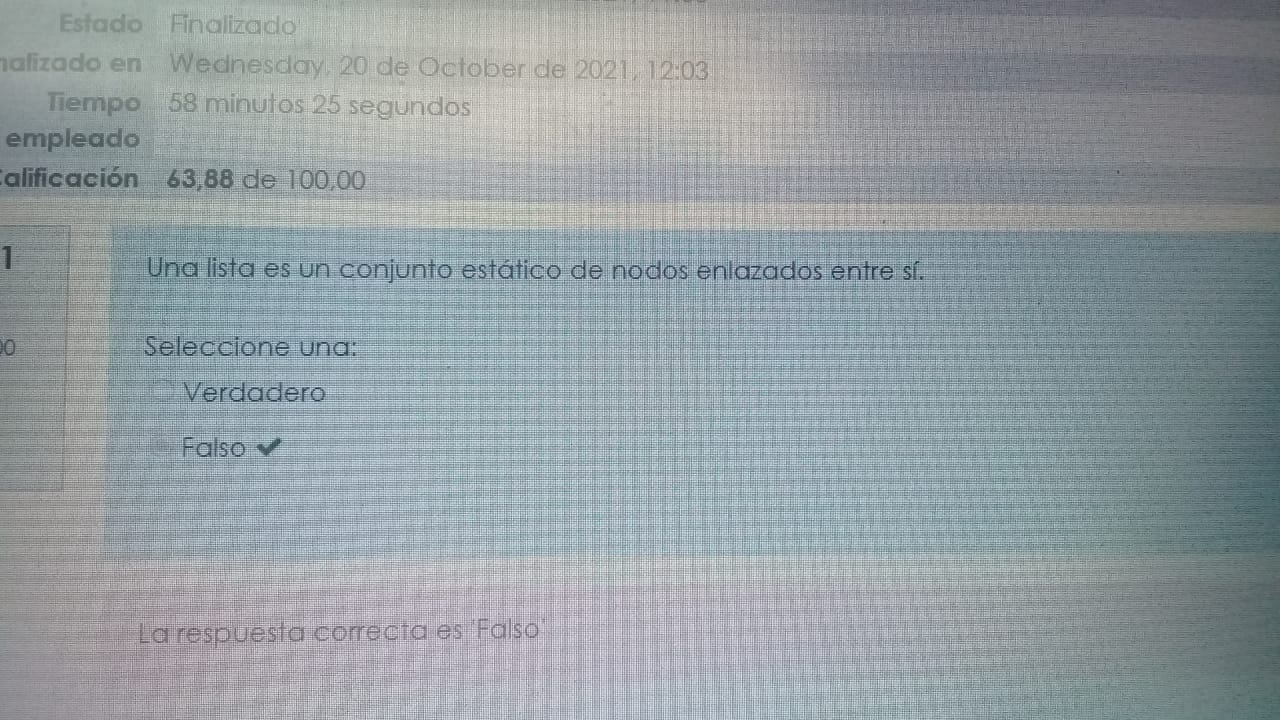 Estado Finalizado
nalizado en Wednesday, 20 de October de 2021, 12:03
Tiempo 58 minutos 25 segundos
empleado
Calificación 63,88 de 100,00
1
Una lista es un conjunto estático de nodos enlazados entre sí.
00
Seleccione una:
Verdadero
Falso ✔
La respuesta correcta es 'Falso'